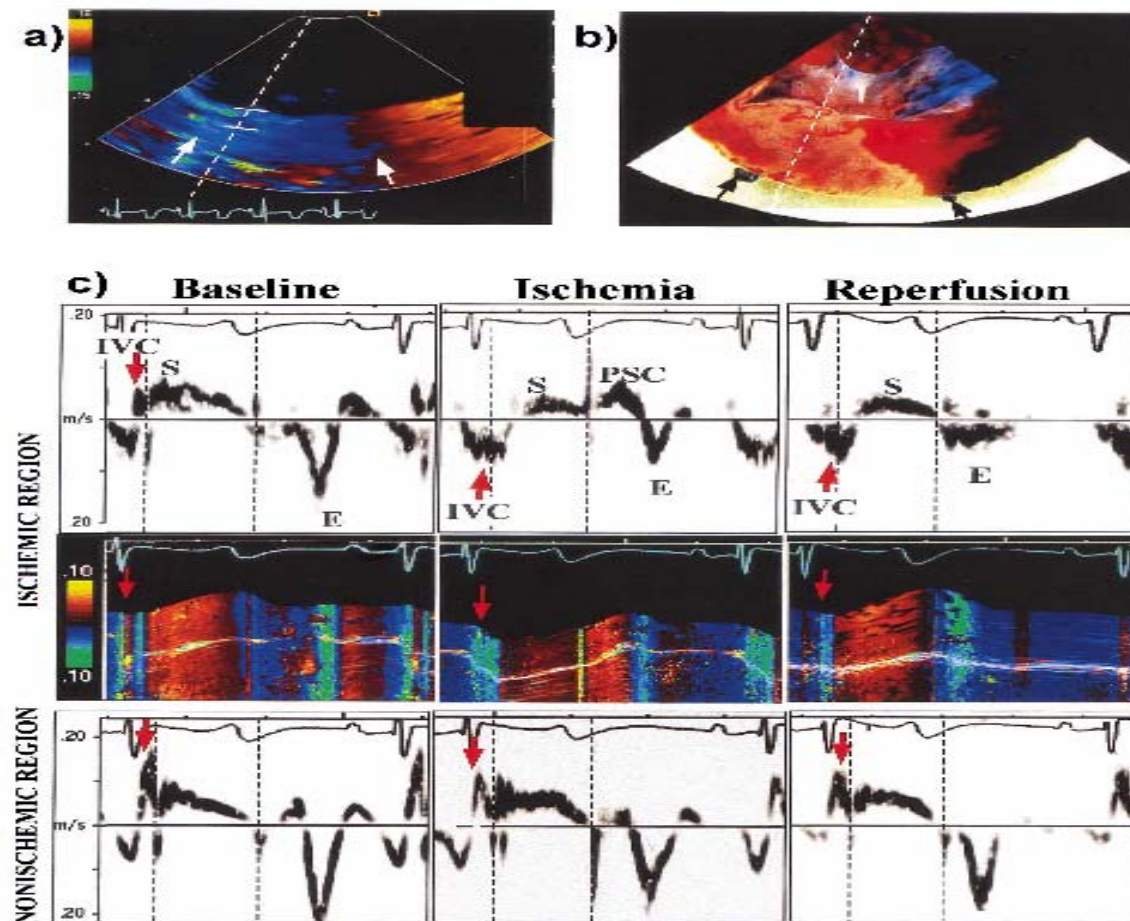 a)
b)
c)
Baseline Ischemia Reperfusion
ISCHEMIC REGION
.20
IVC
S
m/s
.20
E
S
PSC
IVC
E
S
IVC
E
.10
.10
NONISCHEMIC REGION
.20
m/s
.20